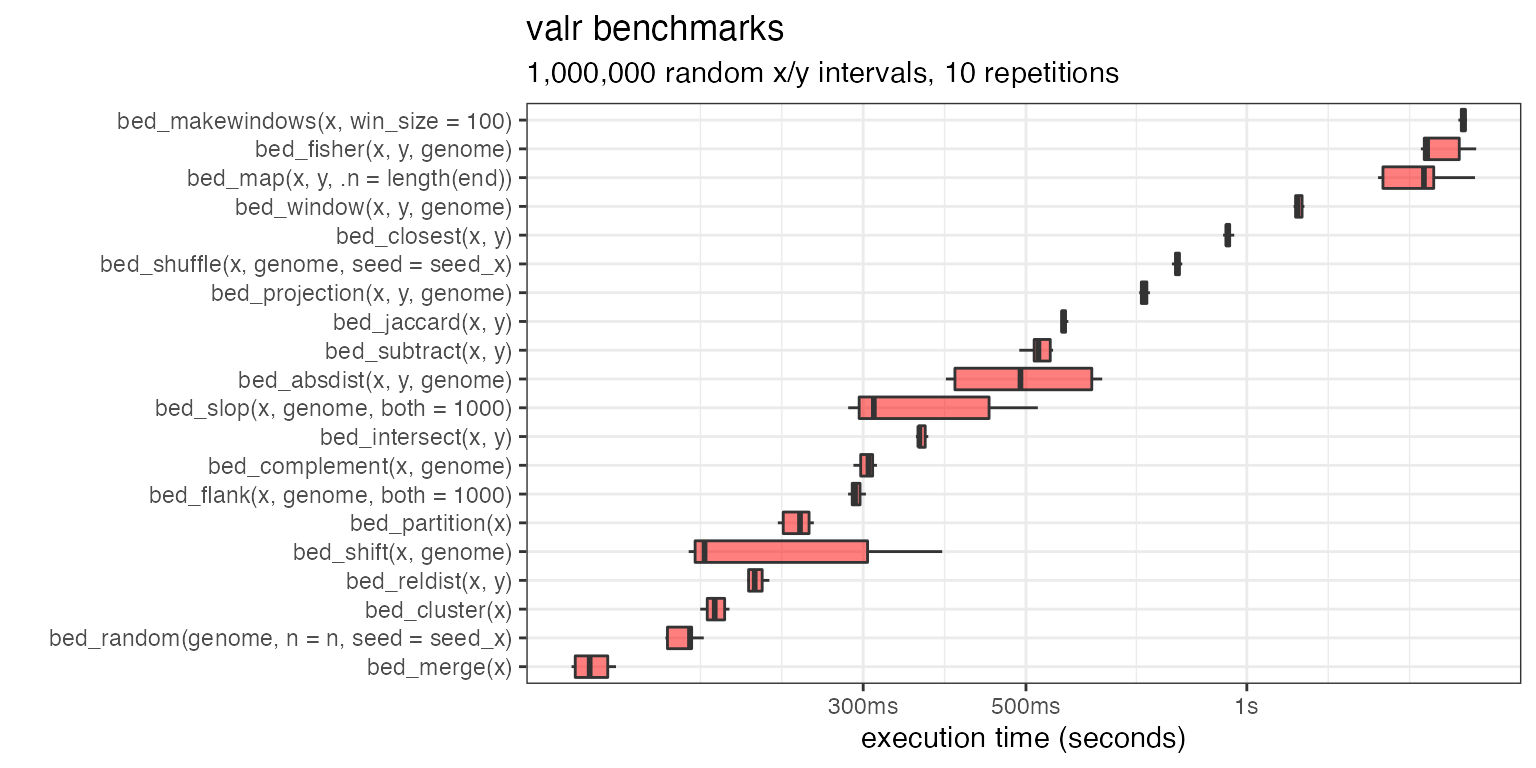 valr benchmarks
1,000,000 random x/y intervals, 10 repetitions
bed_makewindows(x, win_size = 100)
bed_fisher(x, y, genome)
bed_map(x, y, .n = length(end))
bed_window(x, y, genome)
bed_closest(x, y)
bed_shuffle(x, genome, seed = seed_x)
bed_projection(x, y, genome)
bed_jaccard(x, y)
bed_subtract(x, y)
bed_absdist(x, y, genome)
bed_slop(x, genome, both = 1000)
bed_intersect(x, y)
bed_complement(x, genome)
bed_flank(x, genome, both = 1000)
bed_partition(x)
bed_shift(x, genome)
bed_reldist(x, y)
bed_cluster(x)
bed_random(genome, n = n, seed = seed_x)
bed_merge(x)
300ms 500ms 1s
execution time (seconds)